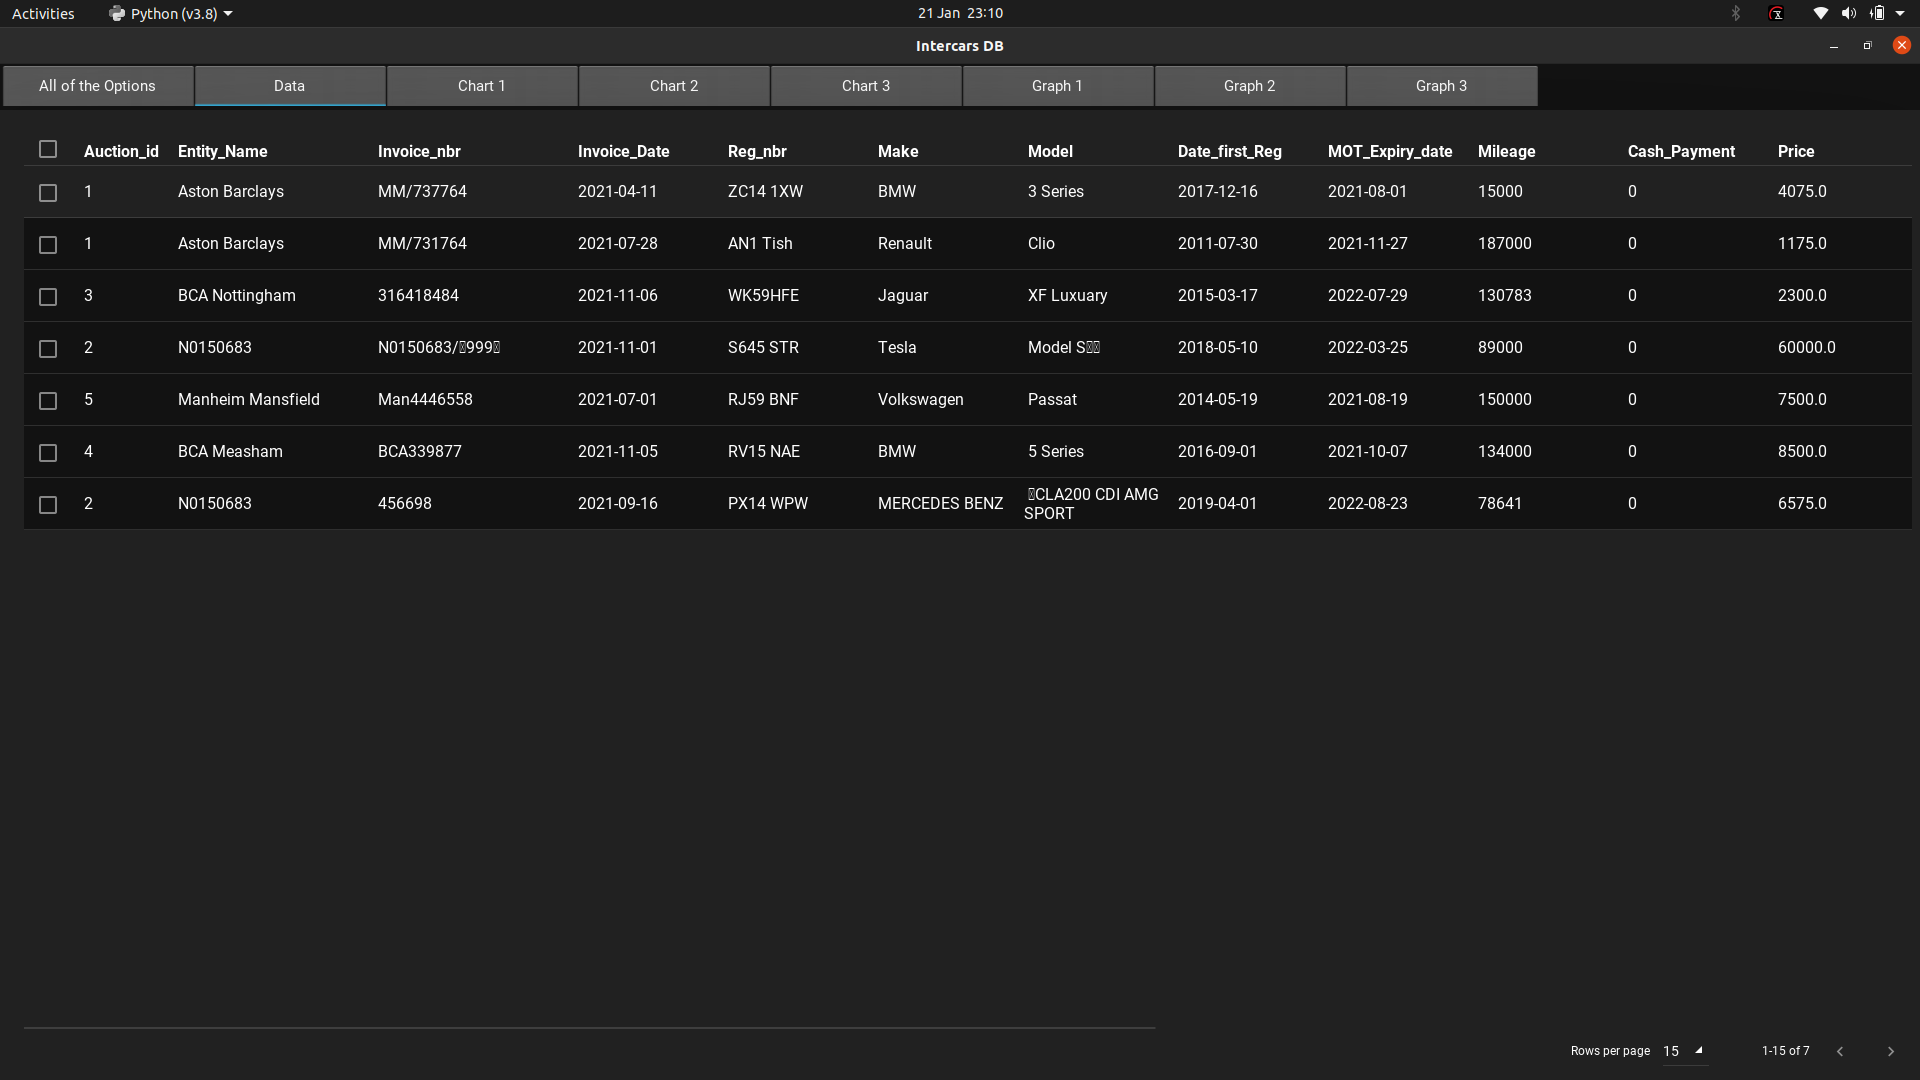 Activities Python (v3.8) 21 Jan 23:10
Intercars DB
All of the Options Data Chart 1 Chart 2 Chart 3 Graph 1 Graph 2 Graph 3
Auction_id Entity_Name Invoice_nbr Invoice_Date Reg_nbr Make Model Date_first_Reg MOT_Expiry_date Mileage Cash_Payment Price
1 Aston Barclays MM/737764 2021-04-11 ZC14 1XW BMW 3 Series 2017-12-16 2021-08-01 15000 0 4075.0
1 Aston Barclays MM/731764 2021-07-28 AN1 Tish Renault Clio 2011-07-30 2021-11-27 187000 0 1175.0
3 BCA Nottingham 316418484 2021-11-06 WK59HFE Jaguar XF Luxuary 2015-03-17 2022-07-29 130783 0 2300.0
2 N0150683 N0150683/999 2021-11-01 S645 STR Tesla Model S 2018-05-10 2022-03-25 89000 0 60000.0
5 Manheim Mansfield Man4446558 2021-07-01 RJ59 BNF Volkswagen Passat 2014-05-19 2021-08-19 150000 0 7500.0
4 BCA Measham BCA339877 2021-11-05 RV15 NAE BMW 5 Series 2016-09-01 2021-10-07 134000 0 8500.0
2 N0150683 456698 2021-09-16 PX14 WPW MERCEDES BENZ CLA200 CDI AMG SPORT 2019-04-01 2022-08-23 78641 0 6575.0
Rows per page 15 1-15 of 7